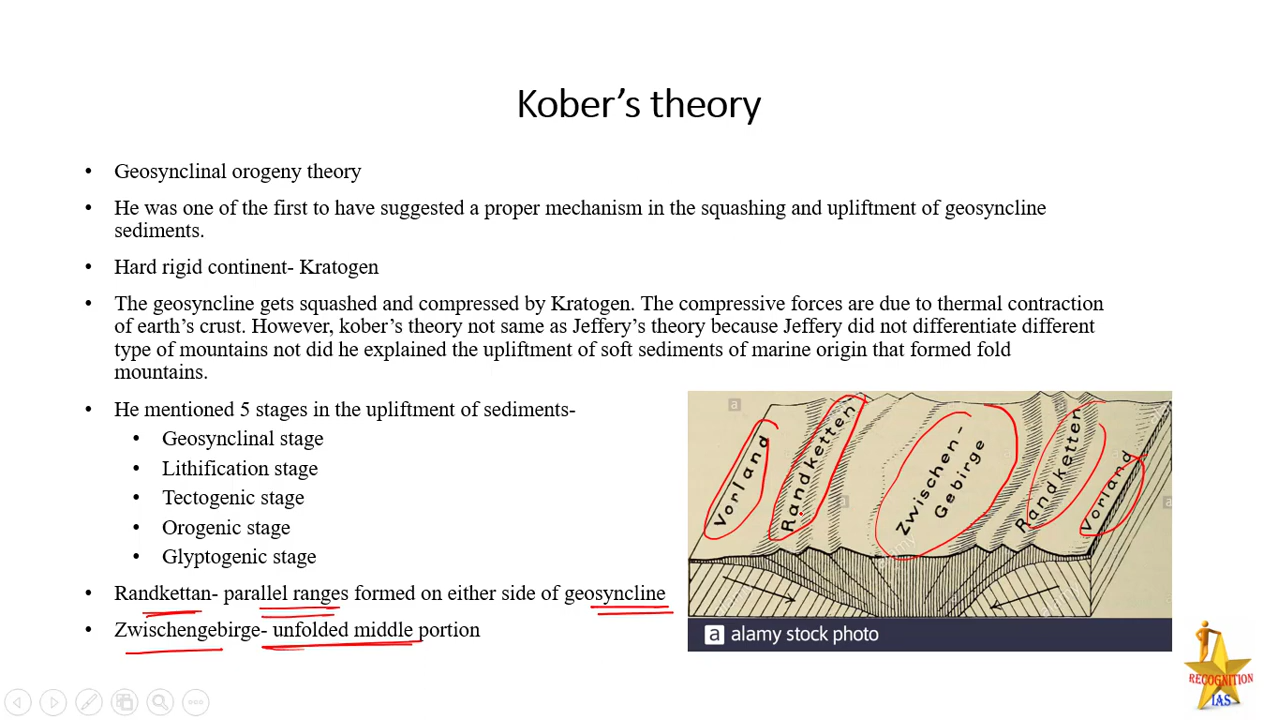 Kober's theory
• Geosynclinal orogeny theory
• He was one of the first to have suggested a proper mechanism in the squashing and upliftment of geosyncline
sediments.
• Hard rigid continent- Kratogen
• The geosyncline gets squashed and compressed by Kratogen. The compressive forces are due to thermal contraction
of earth's crust. However, kober's theory not same as Jeffery's theory because Jeffery did not differentiate different
type of mountains not did he explained the upliftment of soft sediments of marine origin that formed fold
mountains.
• He mentioned 5 stages in the upliftment of sediments-
• Geosynclinal stage
• Lithification stage
• Tectogenic stage
• Orogenic stage
• Glyptogenic stage
• Randkettan- parallel ranges formed on either side of geosyncline
• Zwischengebirge- unfolded middle portion
Vorland
Randketten
Zwischen-
Gebirge
Randketten
Vorland
a
a
a
a
alamy
a alamy stock photo
RECOGNITION
IAS